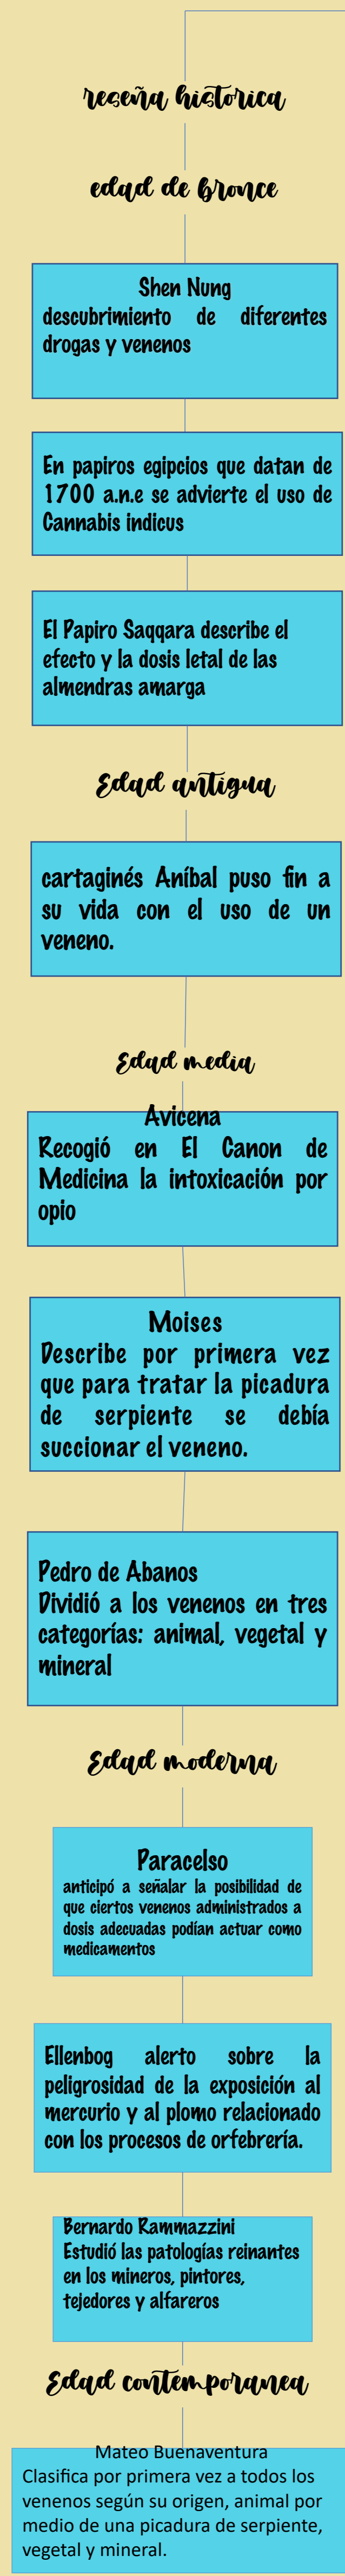 reseña historica
edad de bronce
Shen Nung
descubrimiento de diferentes
drogas y venenos
En papiros egipcios que datan de
1700 a.n.e se advierte el uso de
Cannabis indicus
El Papiro Saqqara describe el
efecto y la dosis letal de las
almendras amarga
Edad antigua
cartaginés Aníbal puso fin a
su vida con el uso de un
veneno.
Edad media
Avicena
Recogió en El Canon de
Medicina la intoxicación por
opio
Moises
Describe por primera vez
que para tratar la picadura
de serpiente se debía
succionar el veneno.
Pedro de Abanos
Dividió a los venenos en tres
categorías: animal, vegetal y
mineral
Edad moderna
Paracelso
anticipó a señalar la posibilidad de
que ciertos venenos administrados a
dosis adecuadas podían actuar como
medicamentos
Ellenbog alerto sobre la
peligrosidad de la exposición al
mercurio y al plomo relacionado
con los procesos de orfebrería.
Bernardo Rammazzini
Estudió las patologías reinantes
en los mineros, pintores,
tejedores y alfareros
Edad contemporanea
Mateo Buenaventura
Clasifica por primera vez a todos los
venenos según su origen, animal por
medio de una picadura de serpiente,
vegetal y mineral.